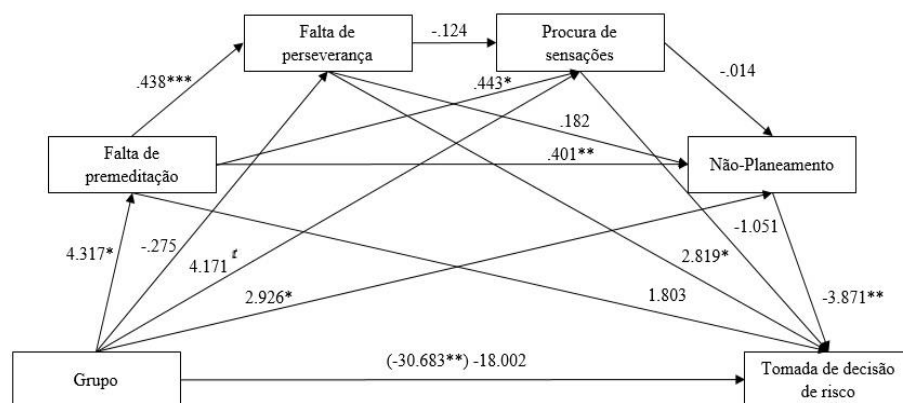 Falta de
perseverança
-.124
Procura de
sensações
.438***
.443*
-.014
.182
Falta de
premeditação
.401**
Não-Planeamento
4.317*
-.275
4.171 t
2.926*
2.819*
-1.051
1.803
-3.871**
Grupo
(-30.683**) -18.002
Tomada de decisão
de risco